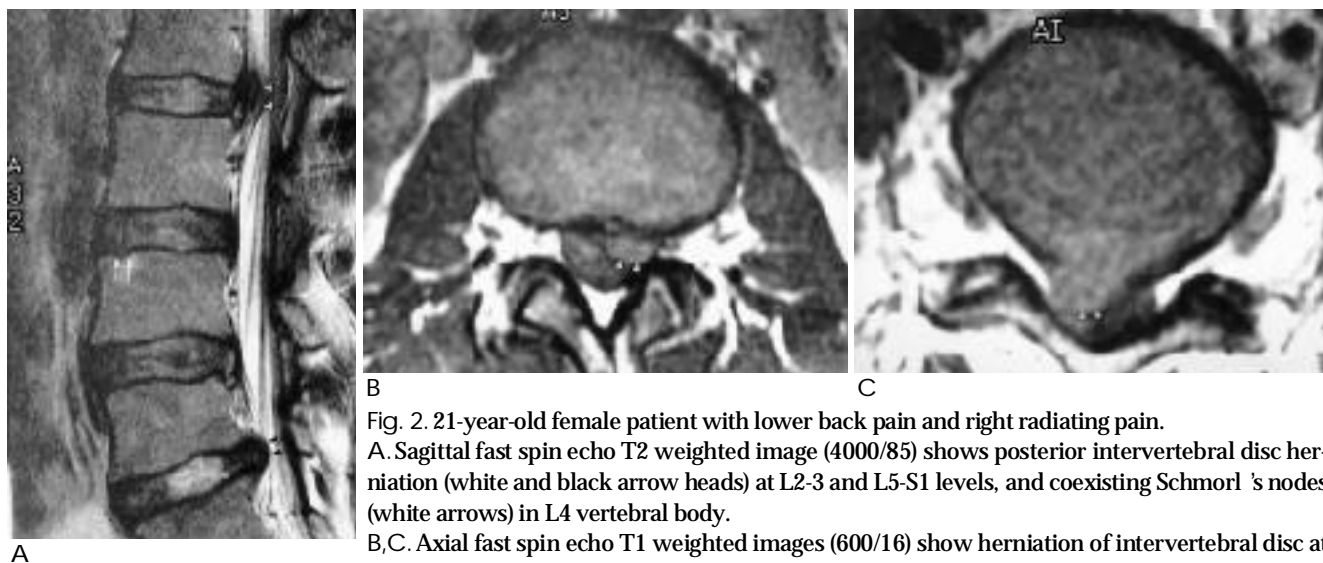 A
32
AS
AI
A
B
C
Fig. 2. 21-year-old female patient with lower back pain and right radiating pain.
A. Sagittal fast spin echo T2 weighted image (4000/85) shows posterior intervertebral disc her-
niation (white and black arrow heads) at L2-3 and L5-S1 levels, and coexisting Schmorl 's nodes
(white arrows) in L4 vertebral body.
B,C. Axial fast spin echo T1 weighted images (600/16) show herniation of intervertebral disc at